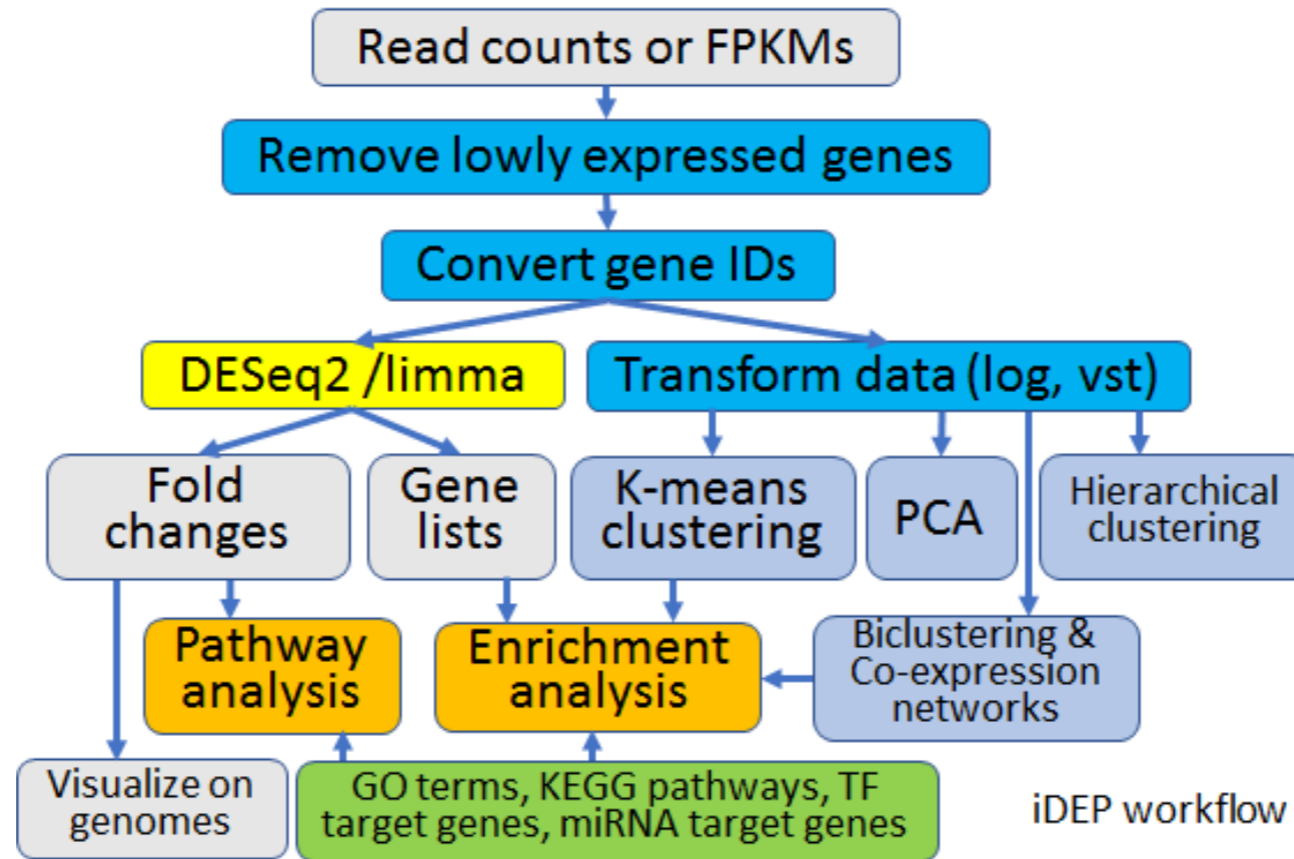 Read counts or FPKMs
Remove lowly expressed genes
Convert gene IDs
DESeq2 /limma
Transform data (log, vst)
Fold
changes
Gene
lists
K-means
clustering
PCA
Hierarchical
clustering
Pathway
analysis
Enrichment
analysis
Biclustering &
Co-expression
networks
Visualize on
genomes
GO terms, KEGG pathways, TF
target genes, miRNA target genes
iDEP workflow